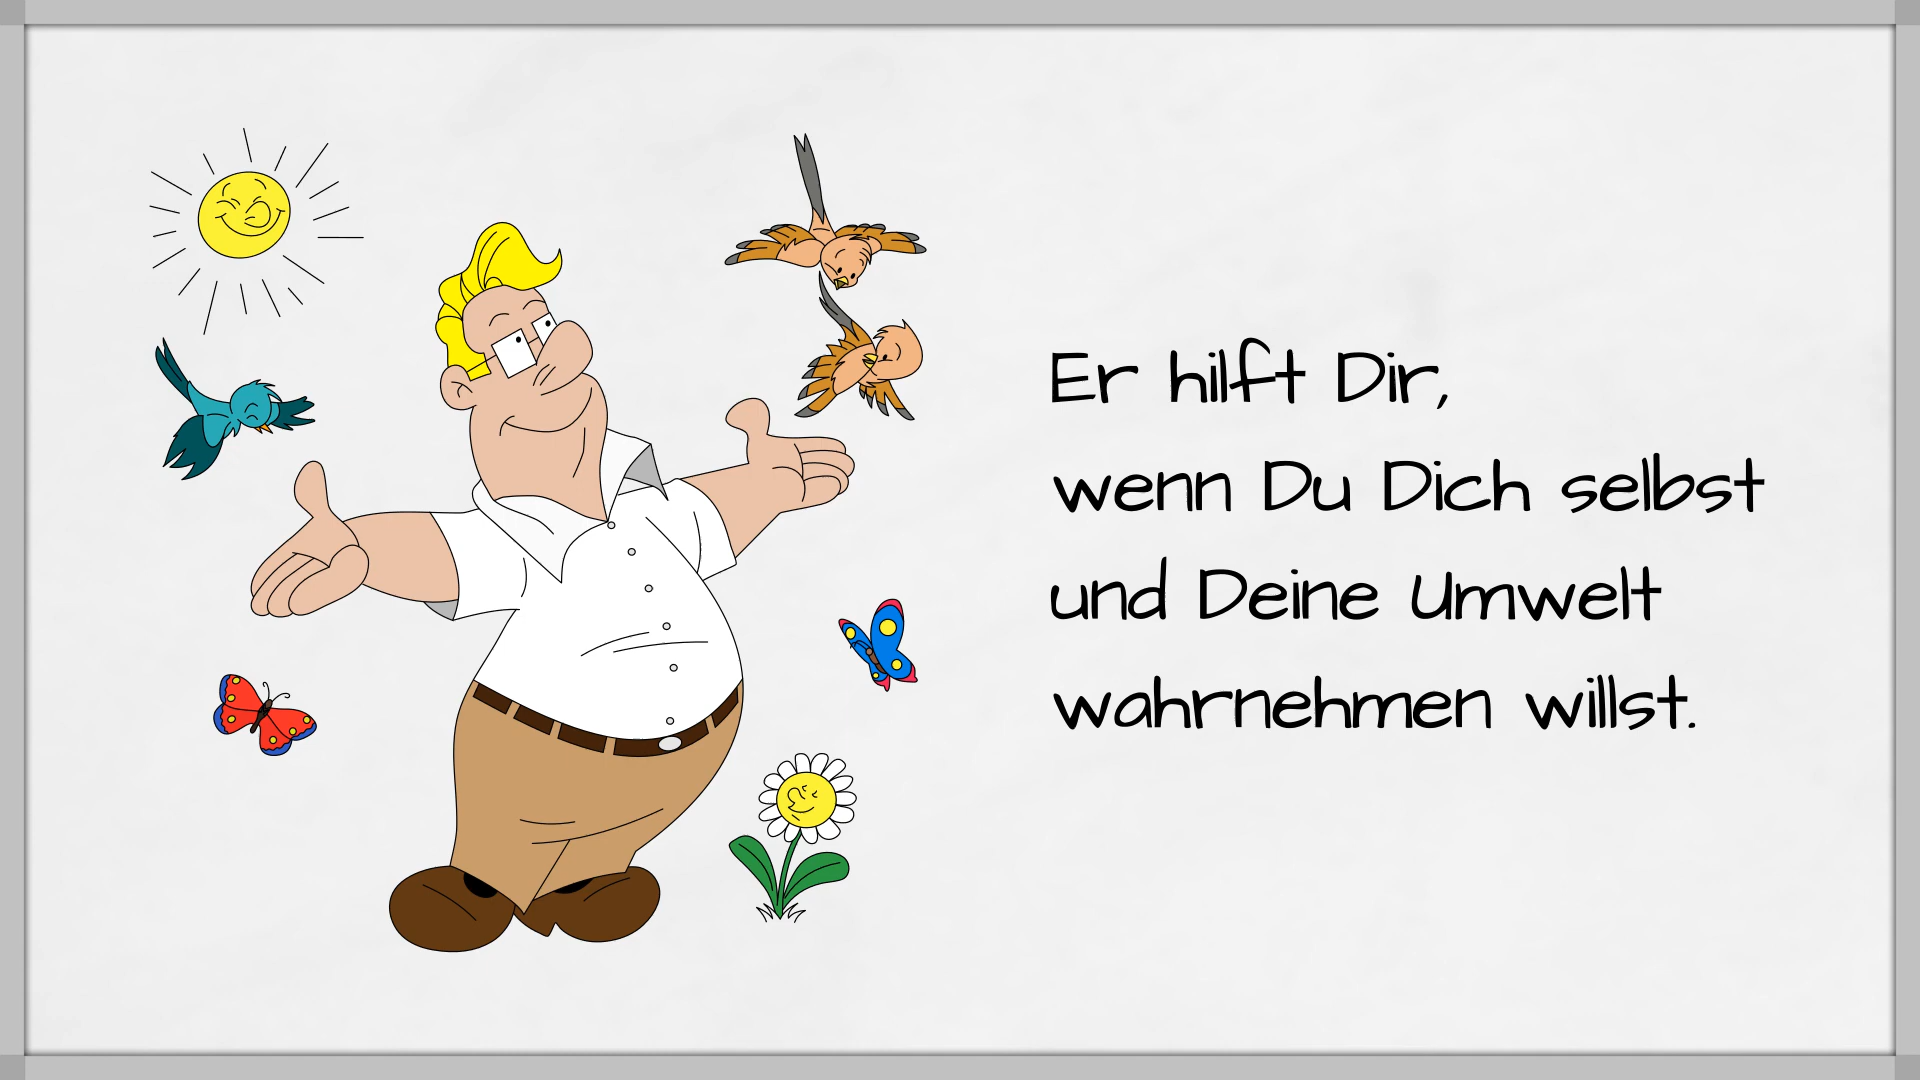 Er hilft Dir,
wenn Du Dich selbst
und Deine Umwelt
wahrnehmen willst.